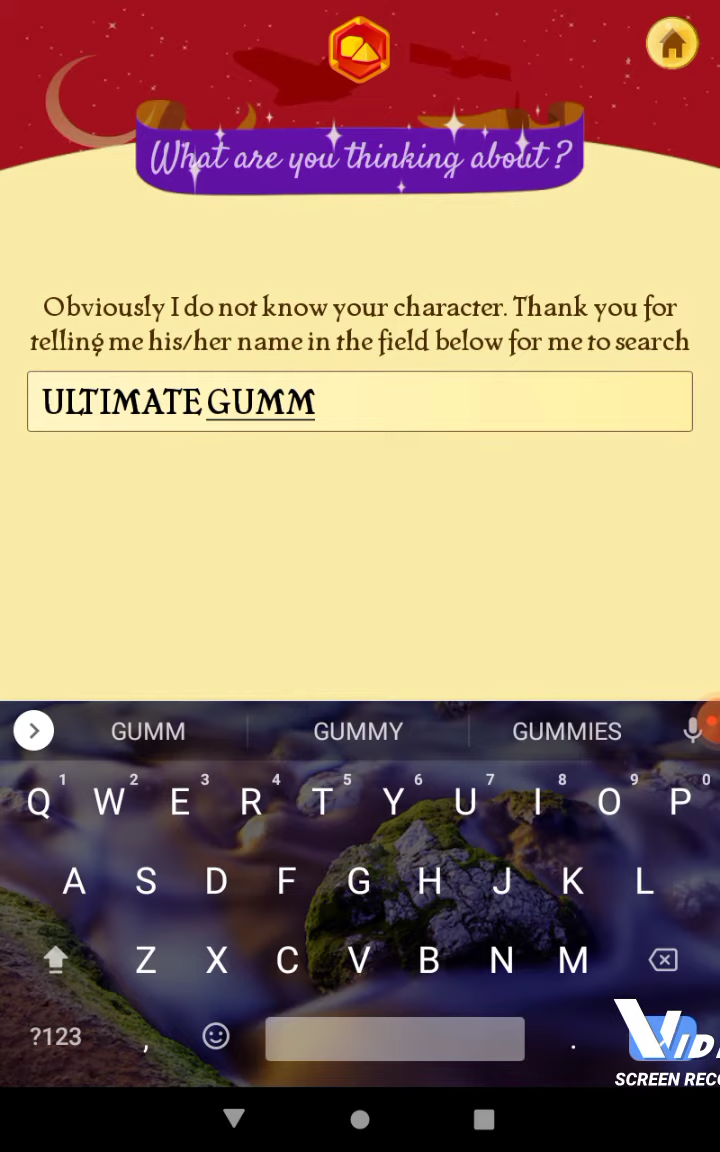 What are you thinking about?
Obviously I do not know your character. Thank you for
telling me his/her name in the field below for me to search
ULTIMATE GUMM
GUMM GUMMY GUMMIES
1 2 3 4 5 6 7 8 9 0
Q W E R T Y U I O P
A S D F G H J K L
Z X C V B N M
?123 , .
SCREEN REC